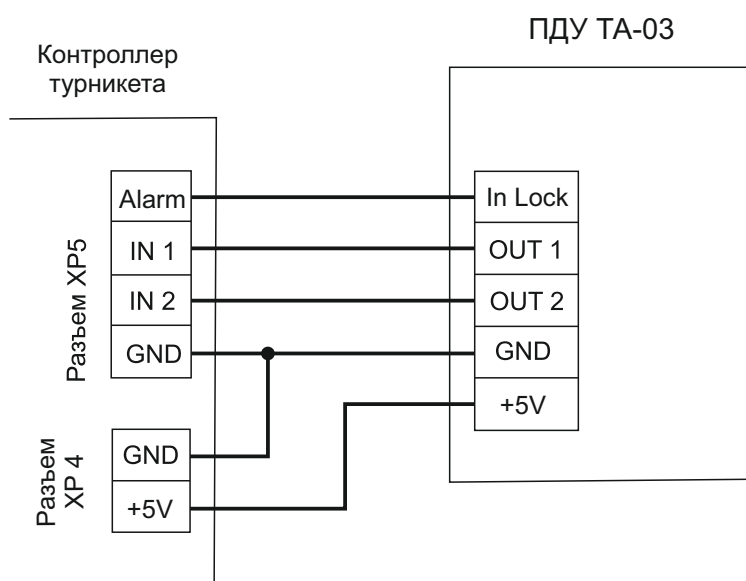 ПДУ ТА-03
Контроллер
турникета
Разъем XP5
Alarm
IN 1
IN 2
GND
In Lock
OUT 1
OUT 2
GND
+5V
Разъем
XP 4
GND
+5V